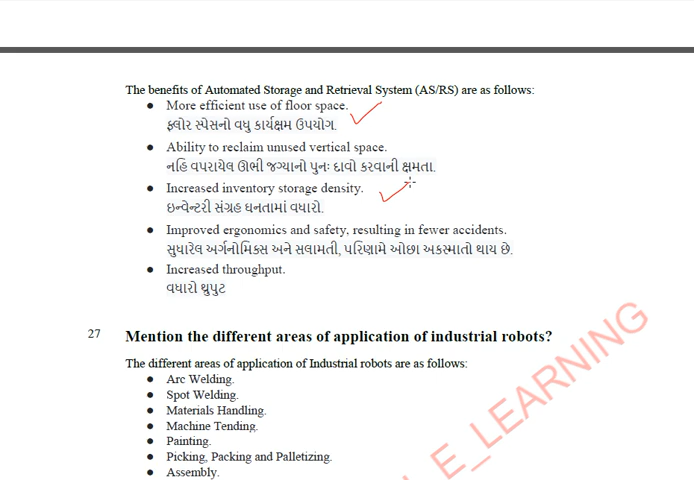 The benefits of Automated Storage and Retrieval System (AS/RS) are as follows:
● More efficient use of floor space.
ફ્લોર સ્પેસનો વધુ કાર્યક્ષમ ઉપયોગ.
● Ability to reclaim unused vertical space.
નહિ વપરાયેલ ઊભી જગ્યાનો પુનઃ દાવો કરવાની ક્ષમતા.
● Increased inventory storage density.
ઇન્વેન્ટરી સંગ્રહ ઘનતામાં વધારો.
● Improved ergonomics and safety, resulting in fewer accidents.
સુધારેલ અર્ગનોમિક્સ અને સલામતી, પરિણામે ઓછા અકસ્માતો થાય છે.
● Increased throughput.
વધારો થ્રુપુટ
27 Mention the different areas of application of industrial robots?
The different areas of application of Industrial robots are as follows:
● Arc Welding.
● Spot Welding.
● Materials Handling.
● Machine Tending.
● Painting.
● Picking, Packing and Palletizing.
● Assembly.
E_LEARNING